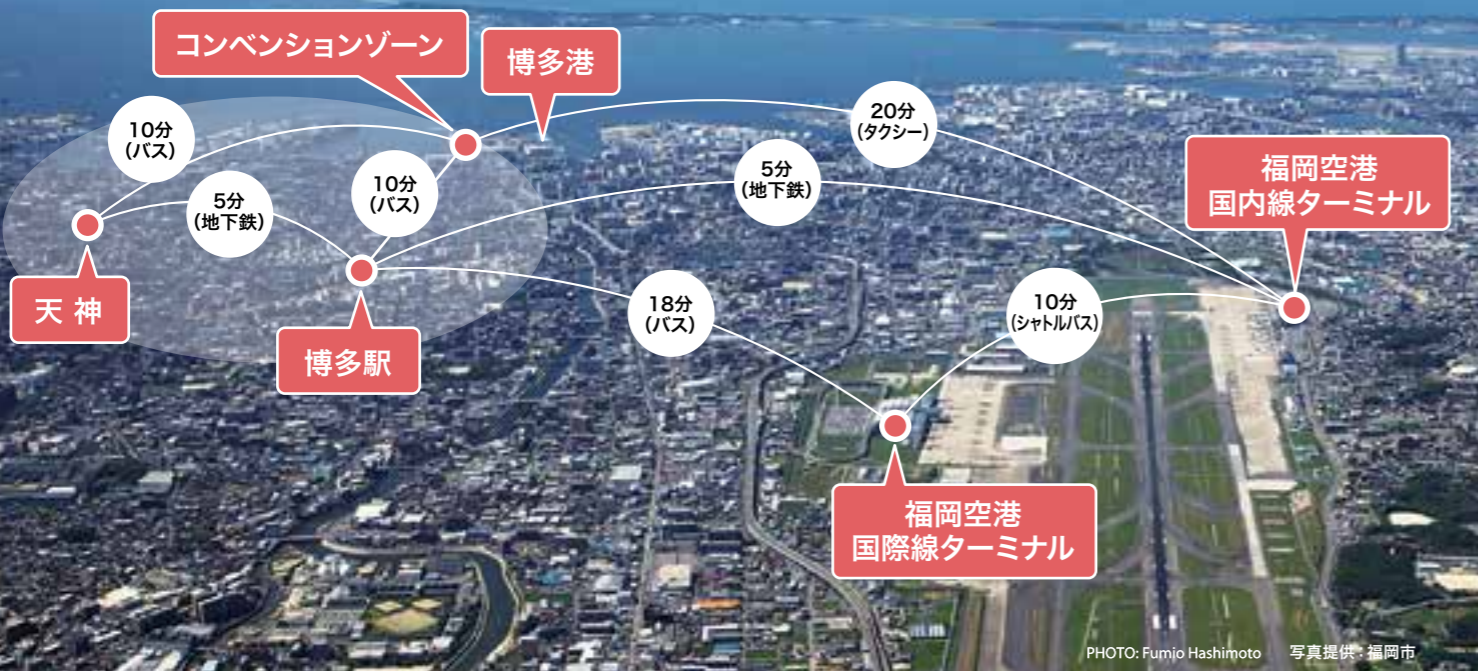 コンベンションゾーン
博多港
10分
(バス)
20分
(タクシー)
5分
(地下鉄)
10分
(バス)
5分
(地下鉄)
福岡空港
国内線ターミナル
天神
博多駅
18分
(バス)
10分
(シャトルバス)
福岡空港
国際線ターミナル
PHOTO: Fumio Hashimoto 写真提供：福岡市